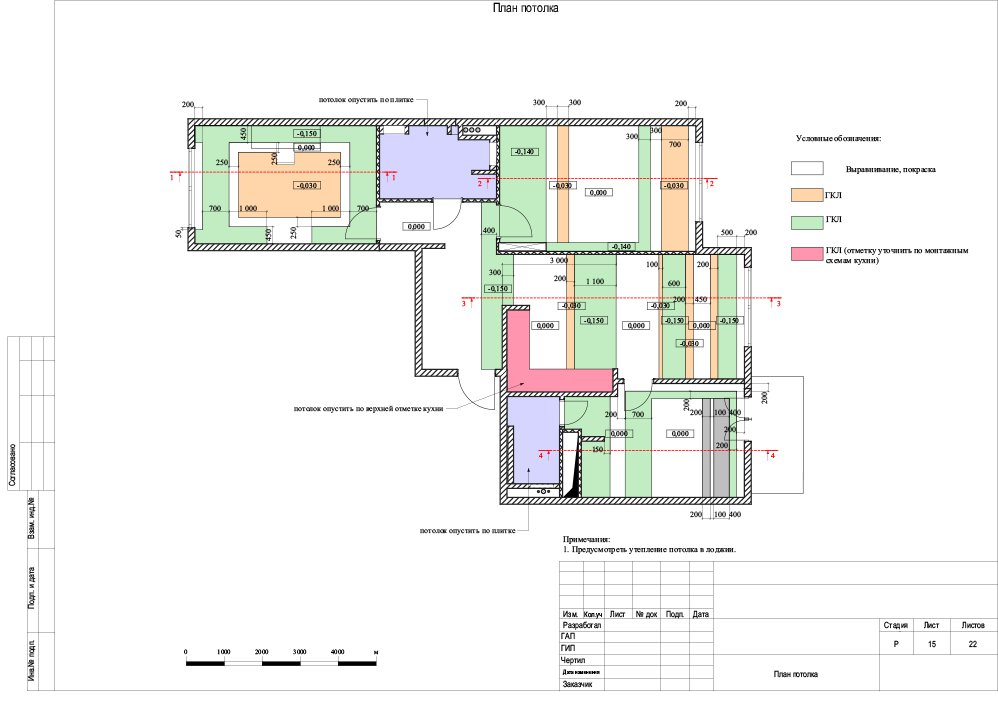 План потолка
потолок опустить по плитке
200
450
-0,150
0,000
250
250
250
-0,030
1
1
700
1 000
1 000
700
50
450
250
0,000
300
300
200
-0,140
300
300
700
2
2
-0,030
0,000
-0,030
400
-0,140
500
200
Условные обозначения:
Выравнивание, покраска
ГКЛ
ГКЛ
ГКЛ (отметку уточнить по монтажным
схемам кухни)
3 000
300
200
1 100
100
200
600
-0,150
3
3
200
450
-0,030
-0,030
0,000
-0,150
0,000
-0,150
0,000
-0,150
-0,030
потолок опустить по верхней отметке кухни
200
700
200
200
100
400
200
200
0,000
0,000
200
150
4
4
200
100
400
потолок опустить по плитке
Примечания:
1. Предусмотреть утепление потолка в лоджии.
Согласовано
Взам. инд.№
Подп. и дата
Инв.№ подл.
0
1000
2000
3000
4000
м
Изм.
Кол.уч
Лист
№ док
Подп.
Дата
Разработал
ГАП
ГИП
Чертил
Дата изменения
Заказчик
Стадия
Лист
Листов
Р
15
22
План потолка